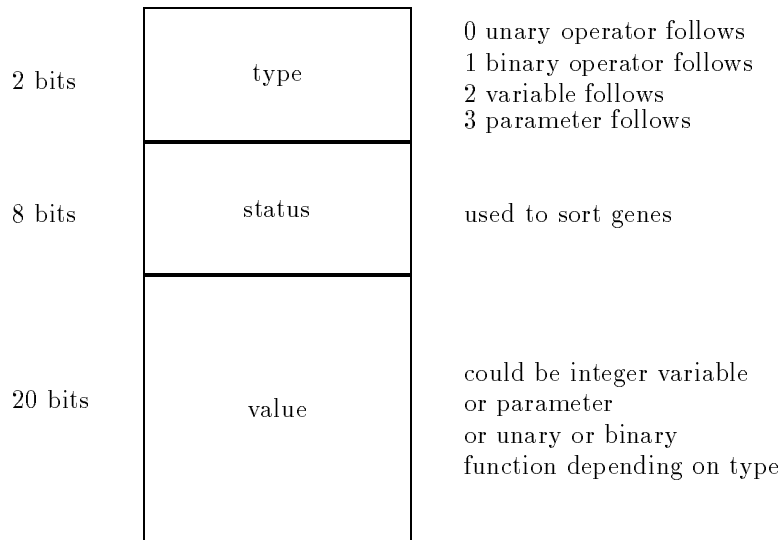 2 bits
type
0 unary operator follows
1 binary operator follows
2 variable follows
3 parameter follows
8 bits
status
used to sort genes
20 bits
value
could be integer variable
or parameter
or unary or binary
function depending on type